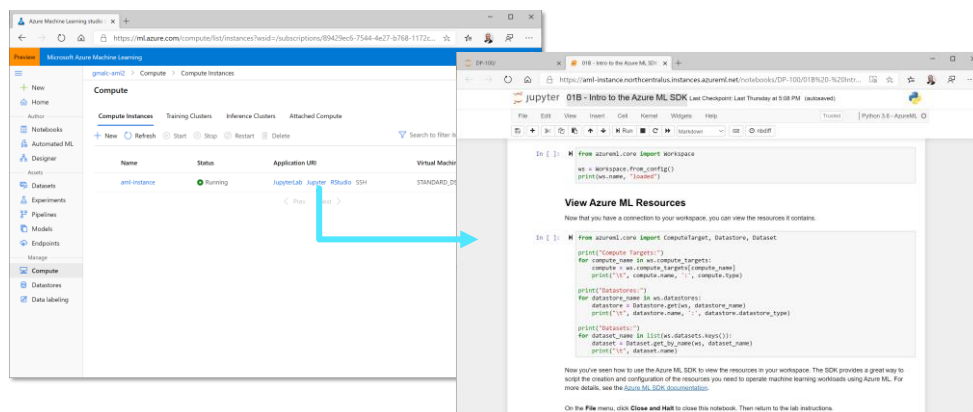 Azure Machine Learning studio
https://ml.azure.com/compute/list/instances?wsid=/subscriptions/89429ec6-7544-4e27-b768-1172c...
Preview Microsoft Azure Machine Learning
New
Home
Author
Notebooks
Automated ML
Designer
Assets
Datasets
Experiments
Pipelines
Models
Endpoints
Manage
Compute
Datastores
Data labeling
gmalc-aml2 > Compute > Compute Instances
Compute
Compute Instances Training Clusters Inference Clusters Attached Compute
+ New Refresh Start Stop Restart Delete Search to filter
Name Status Application URI Virtual Machin
aml-instance Running JupyterLab Jupyter RStudio SSH STANDARD_DS
< Prev >
DP-100/
01B - Intro to the Azure ML SDK
https://aml-instance.northcentralus.instances.azureml.net/notebooks/DP-100/01B%20-%20Intr...
jupyter 01B - Intro to the Azure ML SDK Last Checkpoint: Last Thursday at 5:08 PM (autosaved)
File Edit View Insert Cell Kernel Widgets Help Trusted Python 3.6 - AzureML
Run Markdown nbdiff
In [ ]: from azureml.core import Workspace
ws = Workspace.from_config()
print(ws.name, "loaded")
View Azure ML Resources
Now that you have a connection to your workspace, you can view the resources it contains.
In [ ]: from azureml.core import ComputeTarget, Datastore, Dataset
print("Compute Targets:")
for compute_name in ws.compute_targets:
compute = ws.compute_targets[compute_name]
print("\t", compute.name, ':', compute.type)
print("Datastores:")
for datastore_name in ws.datastores:
datastore = Datastore.get(ws, datastore_name)
print("\t", datastore.name, ':', datastore.datastore_type)
print("Datasets:")
for dataset_name in list(ws.datasets.keys()):
dataset = Dataset.get_by_name(ws, dataset_name)
print("\t", dataset.name)
Now you've seen how to use the Azure ML SDK to view the resources in your workspace. The SDK provides a great way to
script the creation and configuration of the resources you need to operate machine learning workloads using Azure ML. For
more details, see the Azure ML SDK documentation.
On the File menu, click Close and Halt to close this notebook. Then return to the lab instructions.